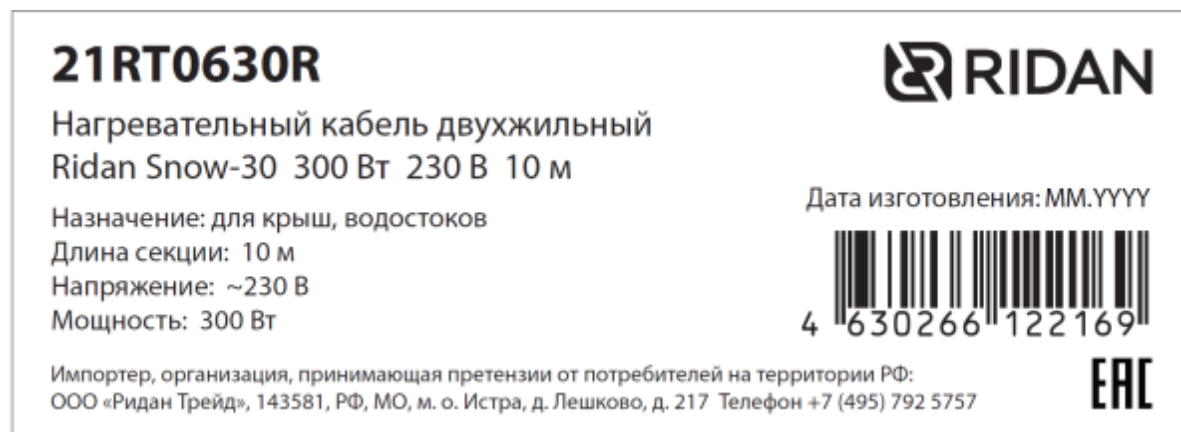 21RT0630R
RIDAN
Нагревательный кабель двухжильный
Ridan Snow-30 300 Вт 230 В 10 м
Назначение: для крыш, водостоков
Длина секции: 10 м
Напряжение: ~230 В
Мощность: 300 Вт
Дата изготовления: MM.YYYY
4 630266 122169
Импортер, организация, принимающая претензии от потребителей на территории РФ:
ООО «Ридан Трейд», 143581, РФ, МО, м. о. Истра, д. Лешково, д. 217 Телефон +7 (495) 792 5757
EAC